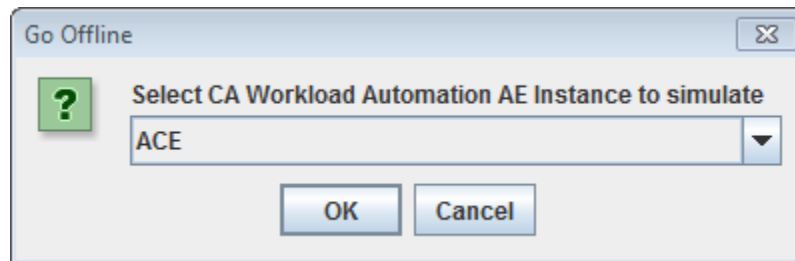 Go Offline
?
Select CA Workload Automation AE Instance to simulate
ACE
OK Cancel